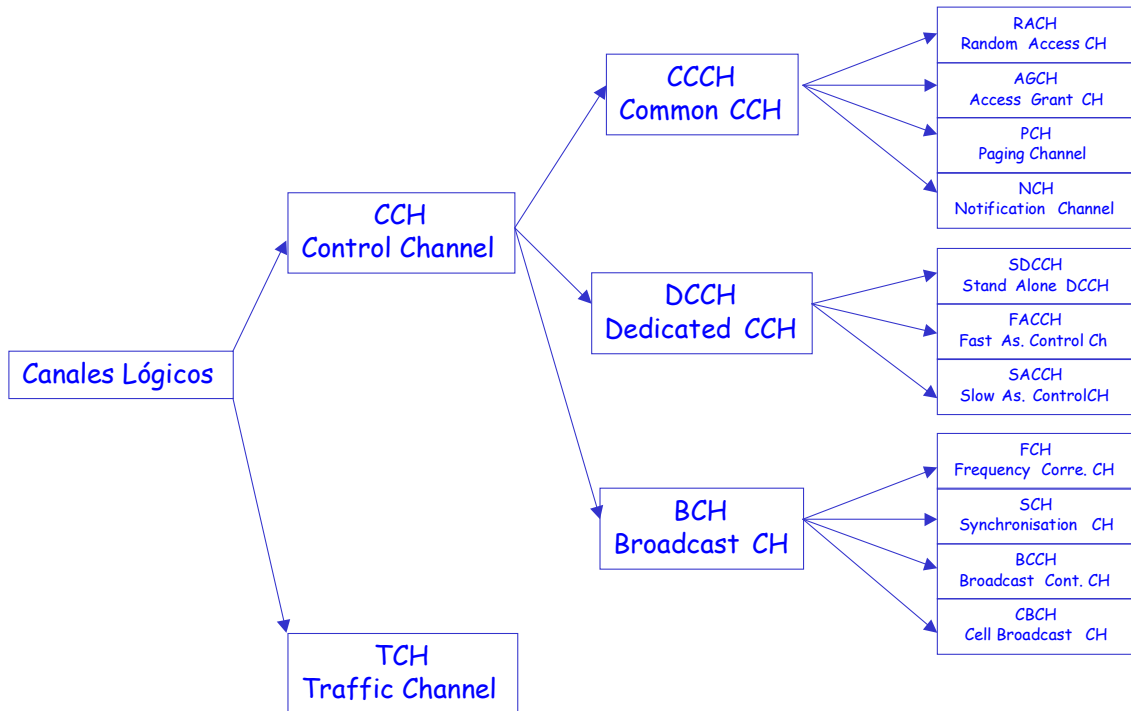 RACH
Random Access CH
AGCH
Access Grant CH
PCH
Paging Channel
NCH
Notification Channel
CCCH
Common CCH
CCH
Control Channel
SDCCH
Stand Alone DCCH
FACCH
Fast As. Control Ch
SACCH
Slow As. ControlCH
DCCH
Dedicated CCH
Canales Lógicos
FCH
Frequency Corre. CH
SCH
Synchronisation CH
BCCH
Broadcast Cont. CH
CBCH
Cell Broadcast CH
BCH
Broadcast CH
TCH
Traffic Channel